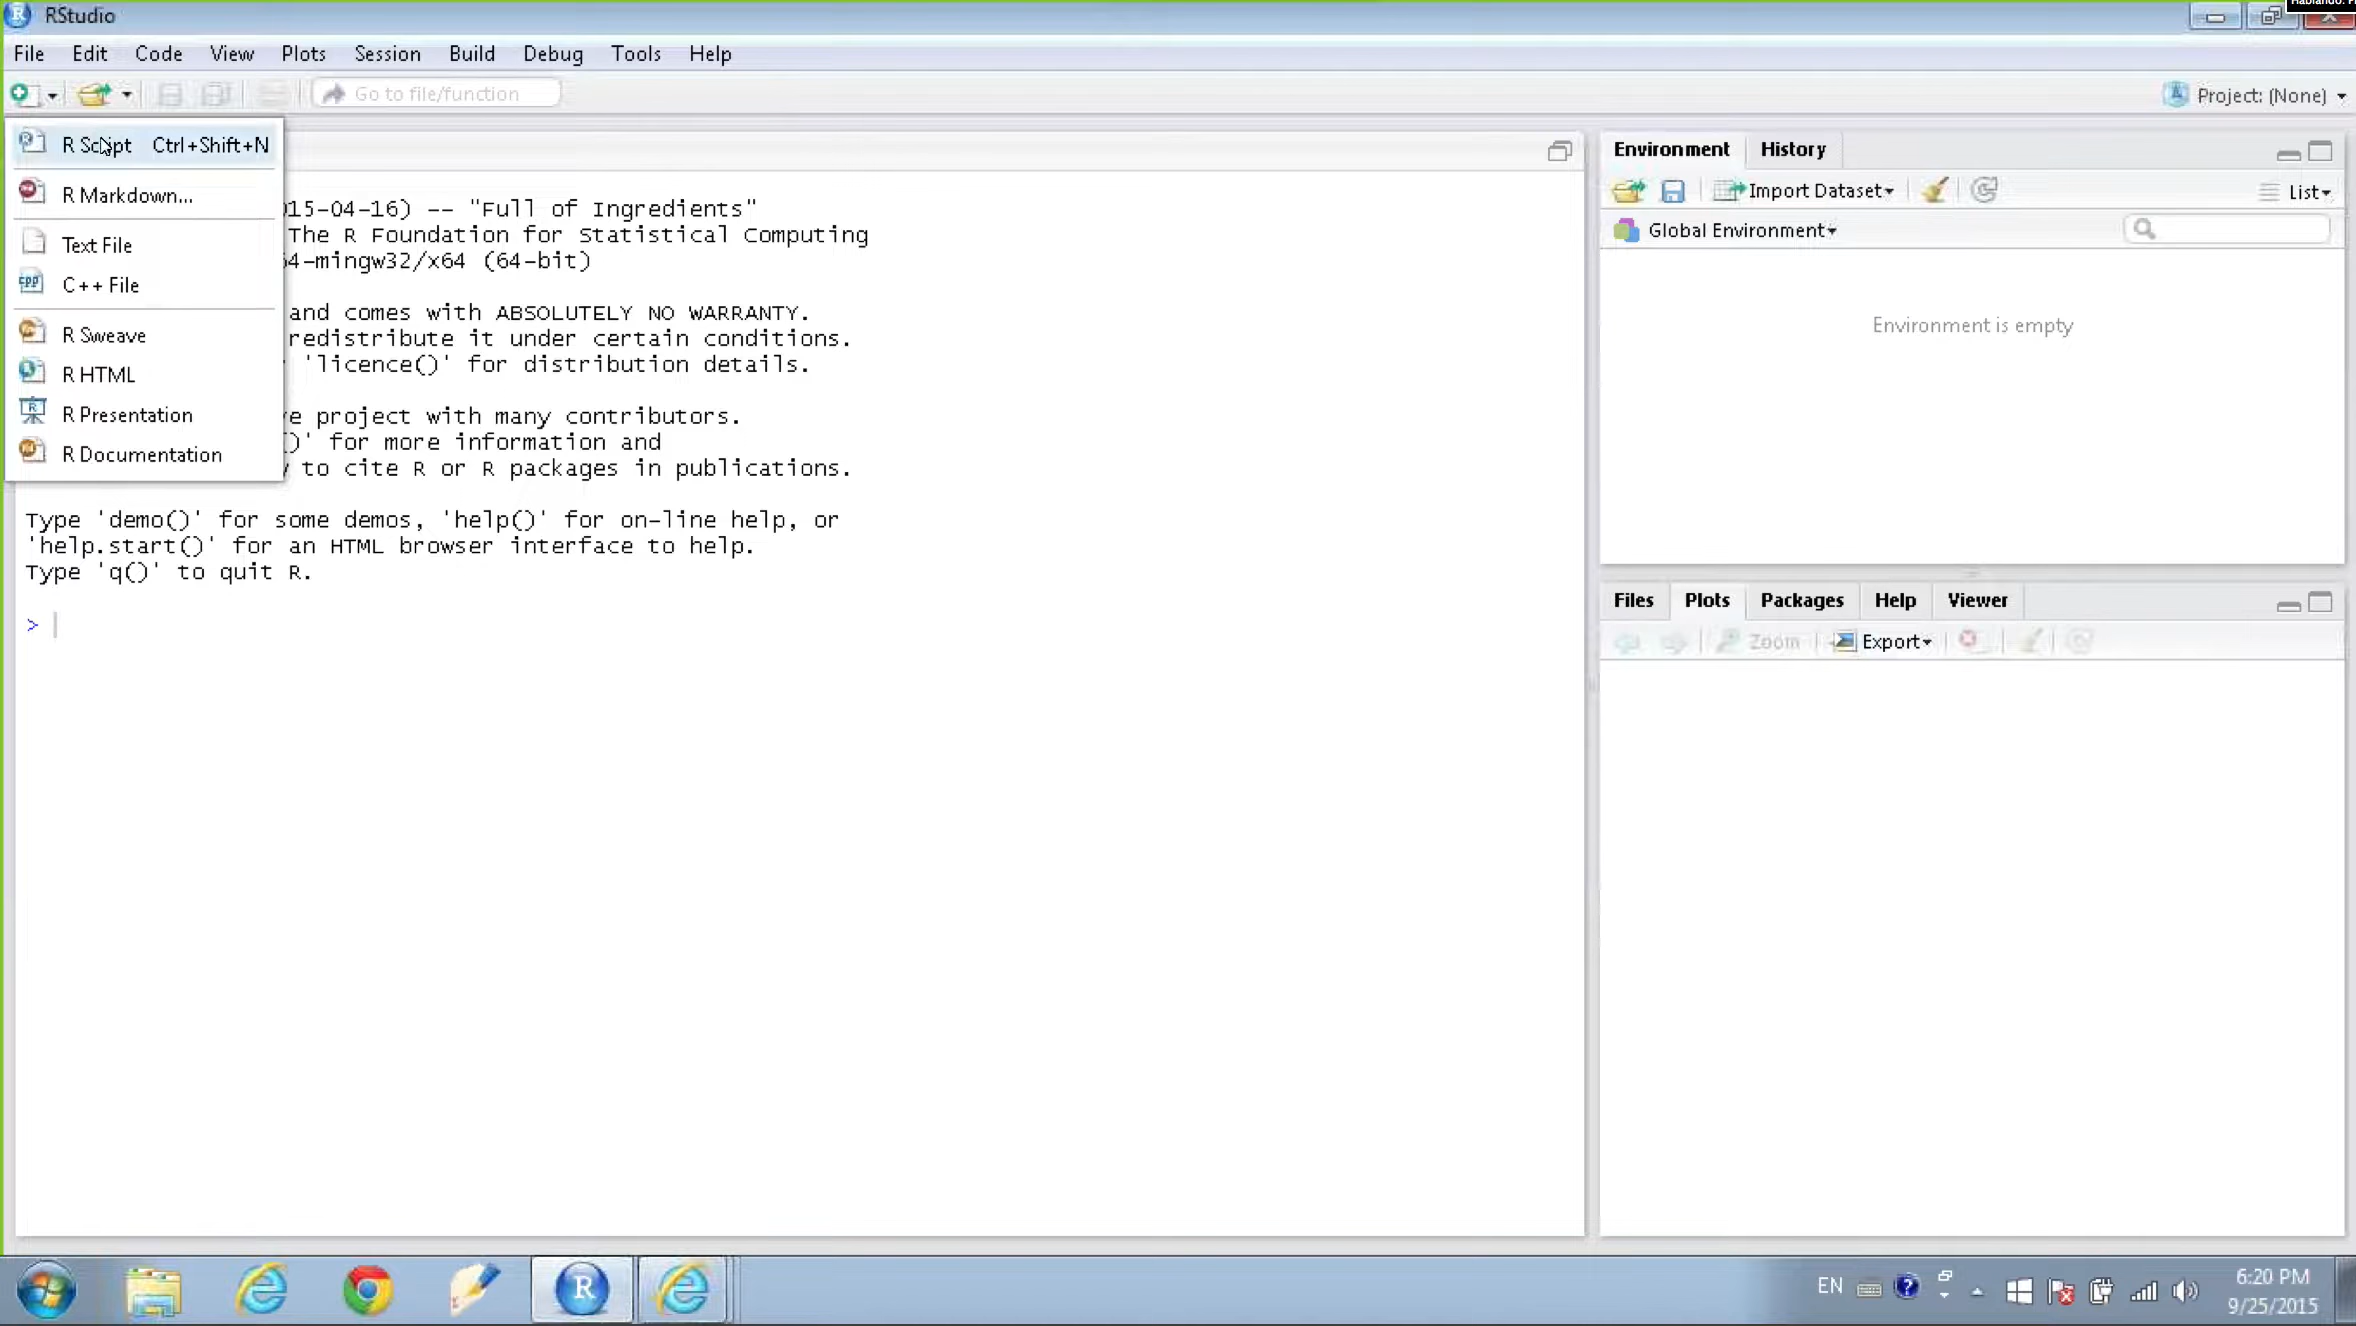 RStudio
Hablando: F
File Edit Code View Plots Session Build Debug Tools Help
Go to file/function
Project: (None)
R Script Ctrl+Shift+N
R Markdown...
Text File
C++ File
R Sweave
R HTML
R Presentation
R Documentation
015-04-16) -- "Full of Ingredients"
The R Foundation for Statistical Computing
64-mingw32/x64 (64-bit)
and comes with ABSOLUTELY NO WARRANTY.
redistribute it under certain conditions.
'licence()' for distribution details.
e project with many contributors.
()' for more information and
to cite R or R packages in publications.
Type 'demo()' for some demos, 'help()' for on-line help, or
'help.start()' for an HTML browser interface to help.
Type 'q()' to quit R.
>
Environment History
Import Dataset List
Global Environment
Environment is empty
Files Plots Packages Help Viewer
Zoom Export
EN
6:20 PM
9/25/2015